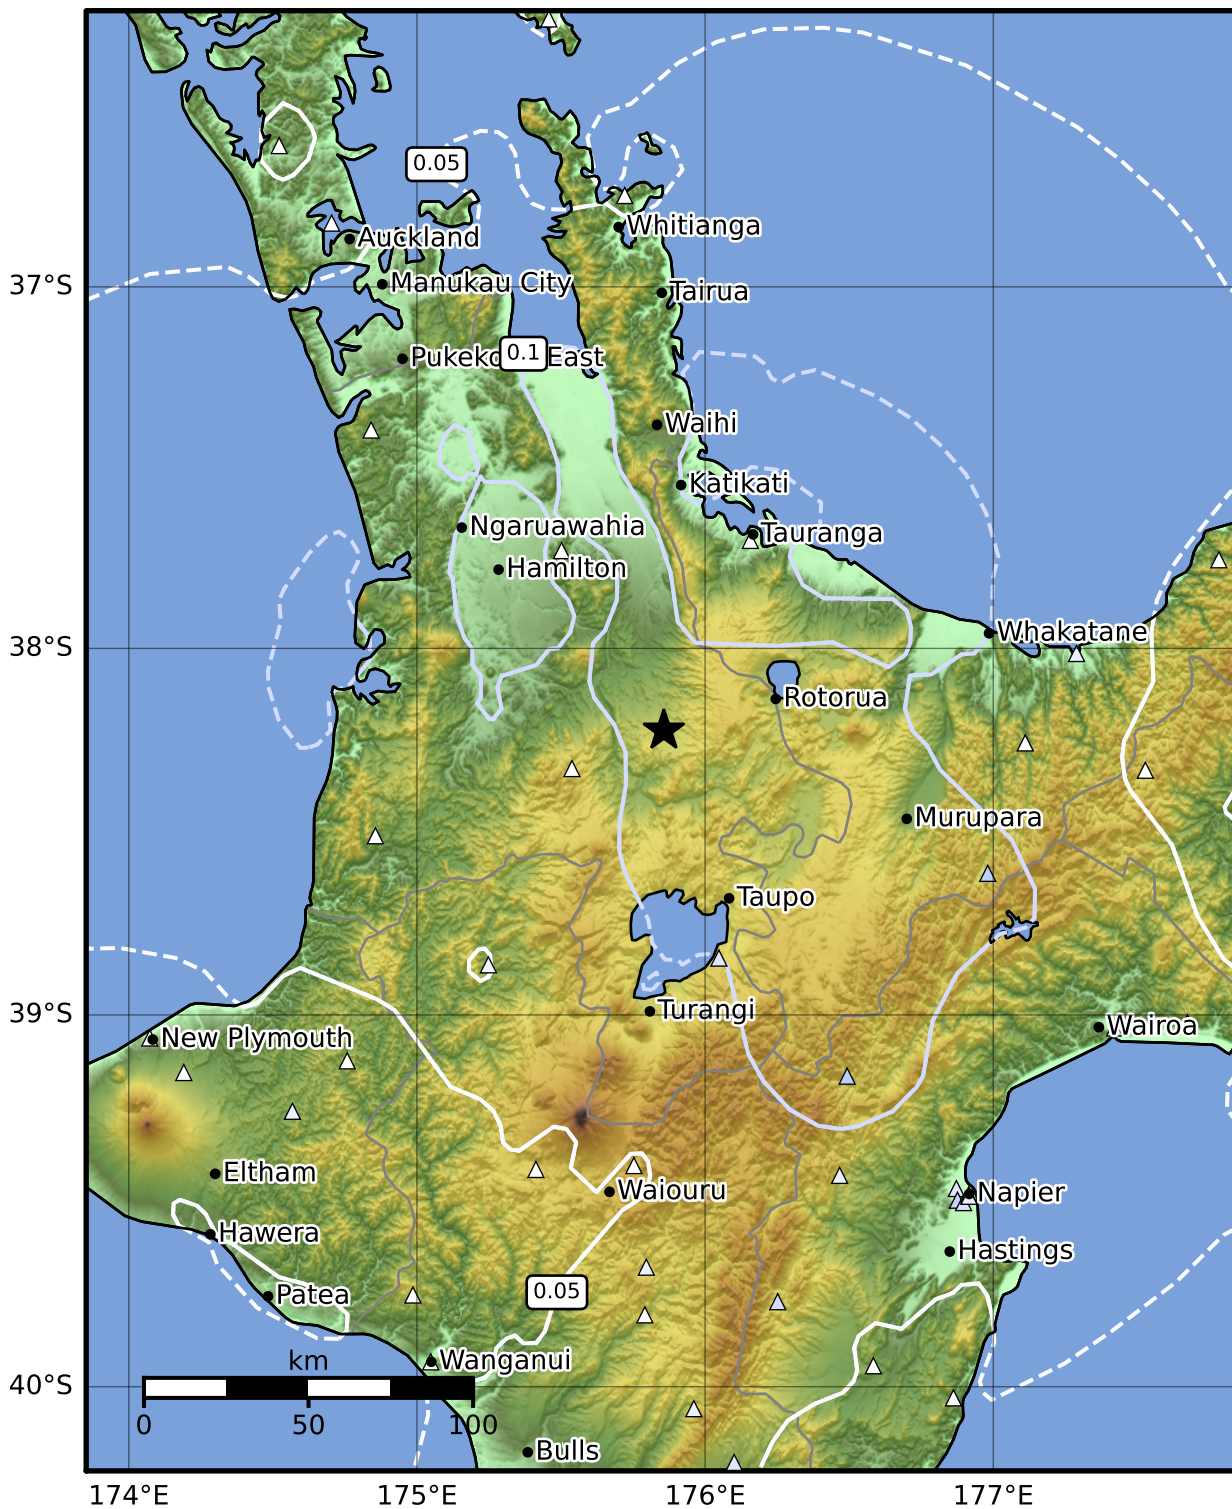 0.05
Whitianga
Auckland
Manukau City
37°S
Tairua
0.1
East
Waihi
Katikati
Ngaruawahia
Tauranga
Hamilton
Whakatane
38°S
Rotorua
Murupara
Taupo
Turangi
39°S
Wairoa
New Plymouth
Eltham
Waiouru
Napier
Hawera
Hastings
0.05
Patea
km
Wanganui
40°S
0 50 100
Bulls
174°E 175°E 176°E 177°E